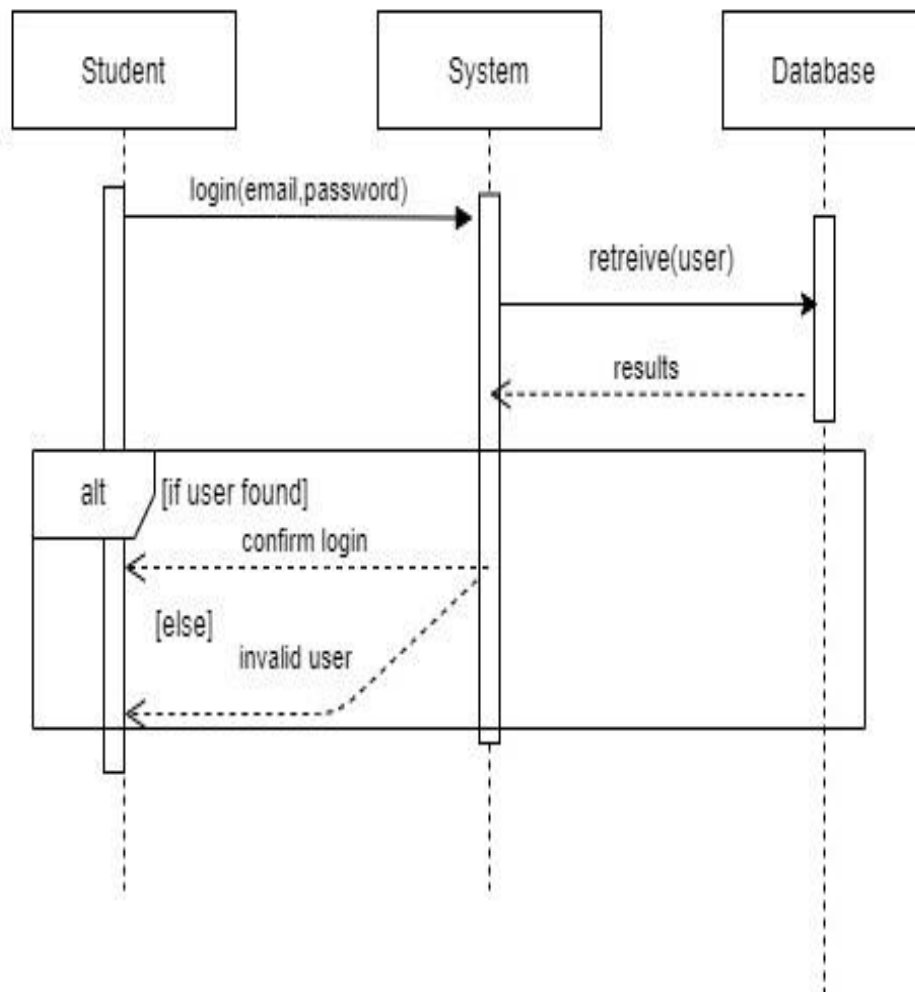 Student
System
Database
login(email,password)
retreive(user)
results
alt
[if user found]
confirm login
[else]
invalid user